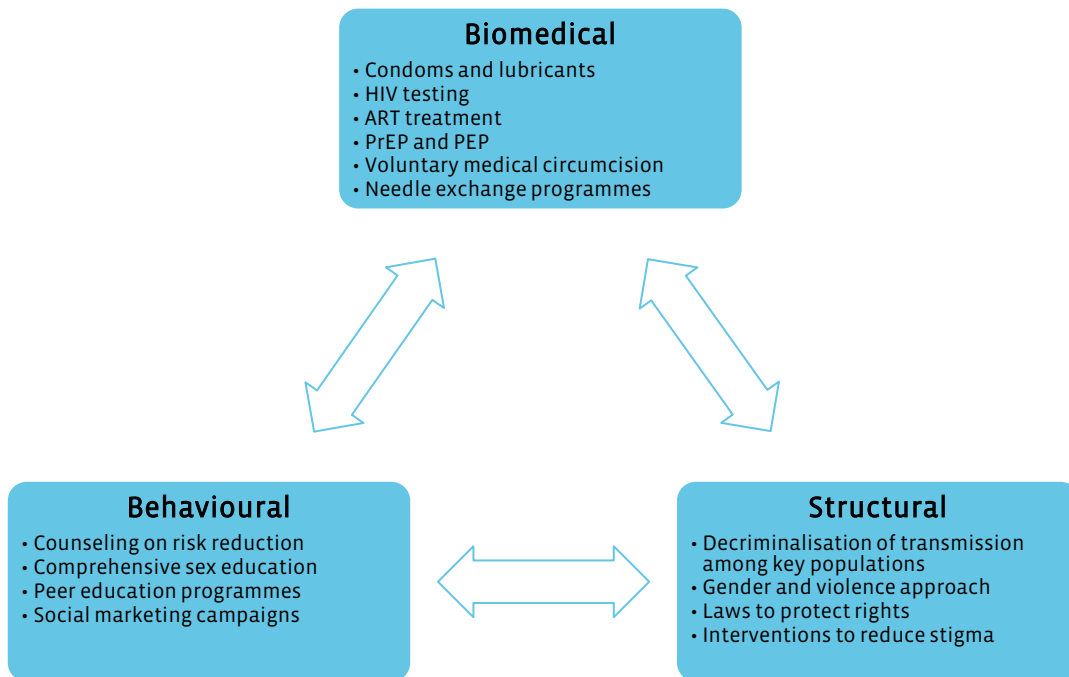 Biomedical
• Condoms and lubricants
• HIV testing
• ART treatment
• PrEP and PEP
• Voluntary medical circumcision
• Needle exchange programmes
Behavioural
• Counseling on risk reduction
• Comprehensive sex education
• Peer education programmes
• Social marketing campaigns
Structural
• Decriminalisation of transmission
among key populations
• Gender and violence approach
• Laws to protect rights
• Interventions to reduce stigma